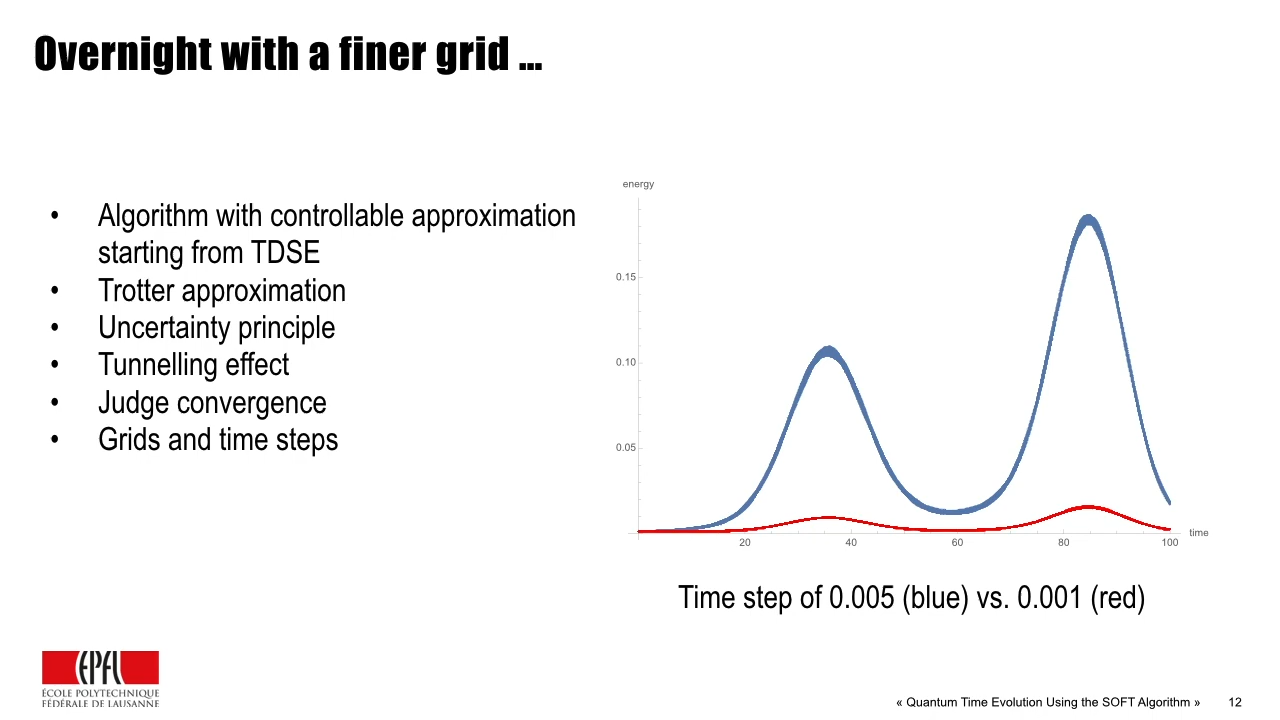 Overnight with a finer grid ...
• Algorithm with controllable approximation
starting from TDSE
• Trotter approximation
• Uncertainty principle
• Tunnelling effect
• Judge convergence
• Grids and time steps
energy
0.15
0.10
0.05
20 40 60 80 100
time
Time step of 0.005 (blue) vs. 0.001 (red)
EPFL
ÉCOLE POLYTECHNIQUE
FÉDÉRALE DE LAUSANNE
« Quantum Time Evolution Using the SOFT Algorithm » 12